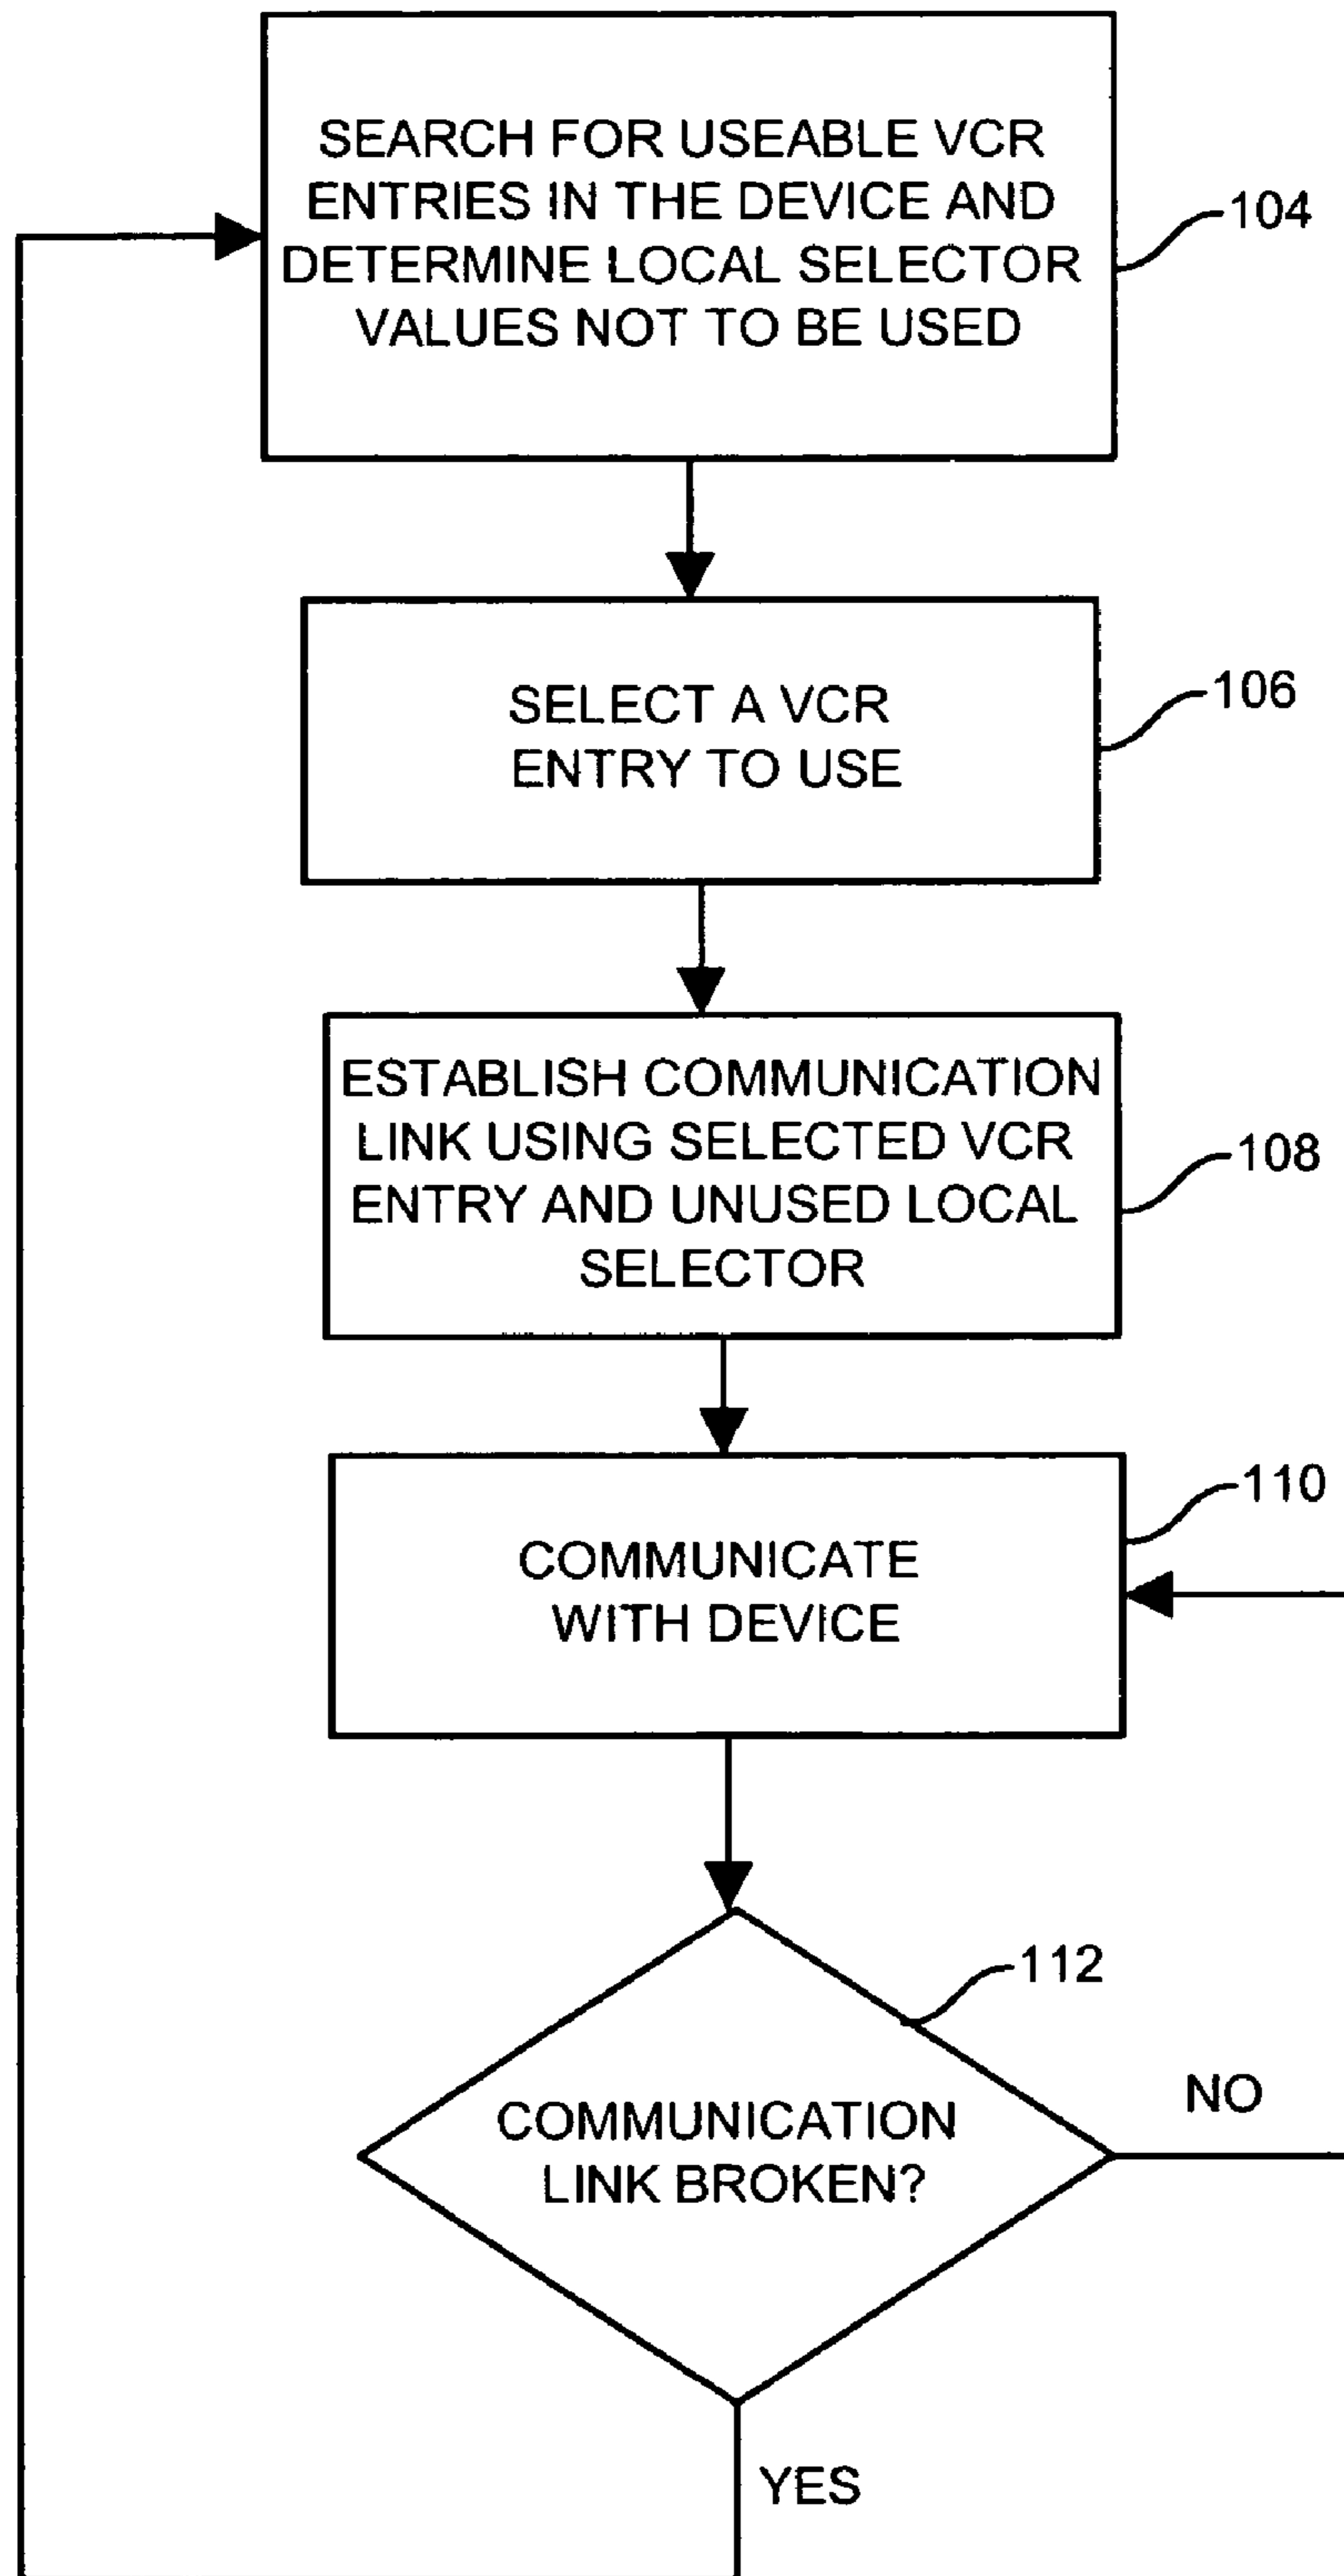 SEARCH FOR USEABLE VCR
ENTRIES IN THE DEVICE AND
DETERMINE LOCAL SELECTOR
VALUES NOT TO BE USED
104
SELECT A VCR
ENTRY TO USE
106
ESTABLISH COMMUNICATION
LINK USING SELECTED VCR
ENTRY AND UNUSED LOCAL
SELECTOR
108
COMMUNICATE
WITH DEVICE
110
COMMUNICATION
LINK BROKEN?
112
NO
YES